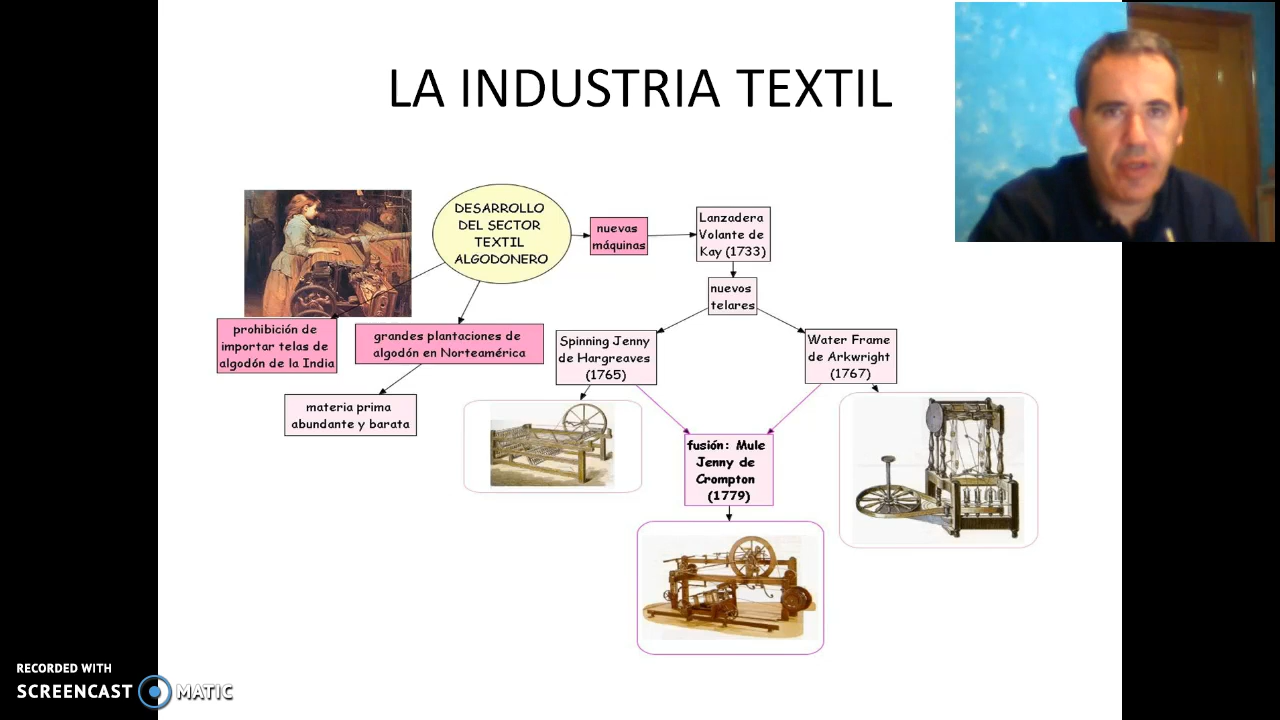 LA INDUSTRIA TEXTIL
DESARROLLO
DEL SECTOR
TEXTIL
ALGODONERO
nuevas
máquinas
Lanzadera
Volante de
Kay (1733)
nuevos
telares
prohibición de
importar telas de
algodón de la India
grandes plantaciones de
algodón en Norteamérica
materia prima
abundante y barata
Spinning Jenny
de Hargreaves
(1765)
Water Frame
de Arkwright
(1767)
fusión: Mule
Jenny de
Crompton
(1779)
RECORDED WITH
SCREENCAST MATIC